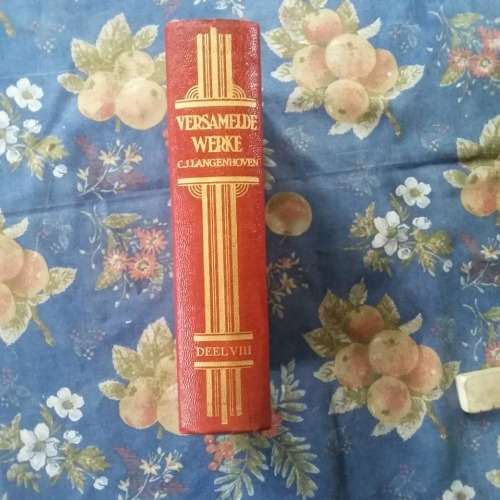 VERSAMELDE
WERKE
C.J. LANGENHOVEN
DEEL VIII